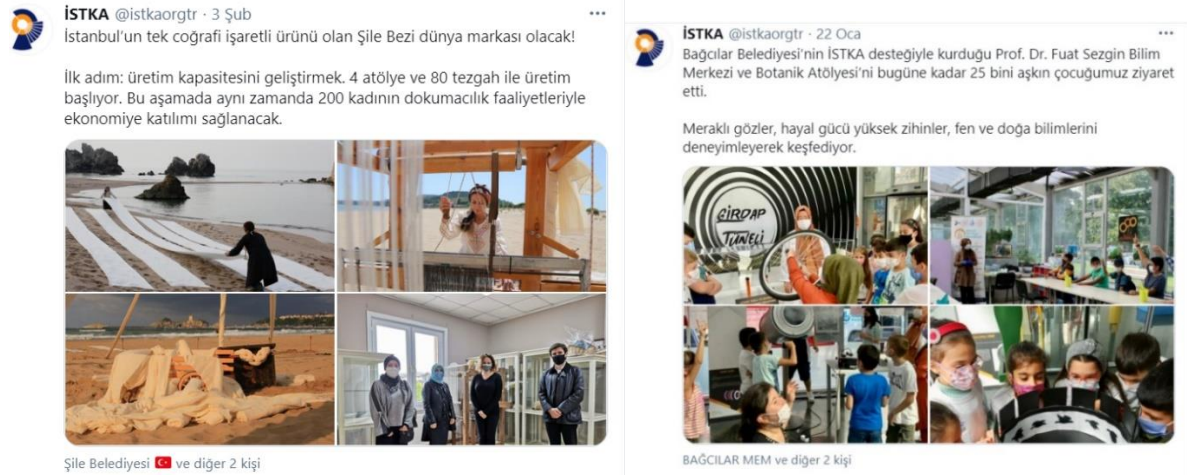 İSTKA @istkaorgtr · 3 Şub
İstanbul'un tek coğrafi işaretli ürünü olan Şile Bezi dünya markası olacak!
İlk adım: üretim kapasitesini geliştirmek. 4 atölye ve 80 tezgah ile üretim
başlıyor. Bu aşamada aynı zamanda 200 kadının dokumacılık faaliyetleriyle
ekonomiye katılımı sağlanacak.
Şile Belediyesi 🇹🇷 ve diğer 2 kişi
İSTKA @istkaorgtr · 22 Oca
Bağcılar Belediyesi'nin İSTKA desteğiyle kurduğu Prof. Dr. Fuat Sezgin Bilim
Merkezi ve Botanik Atölyesi'ni bugüne kadar 25 bini aşkın çocuğumuz ziyaret
etti.
Meraklı gözler, hayal gücü yüksek zihinler, fen ve doğa bilimlerini
deneyimleyerek keşfediyor.
GİRDAP
TÜNELİ
BAĞCILAR MEM ve diğer 2 kişi